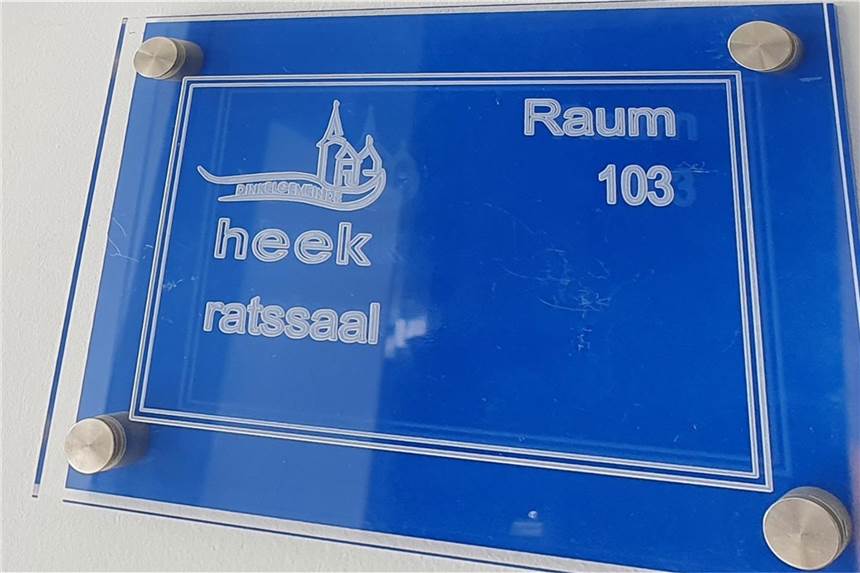 Raum
103
DINKELGEMEINDE
heek
ratssaal